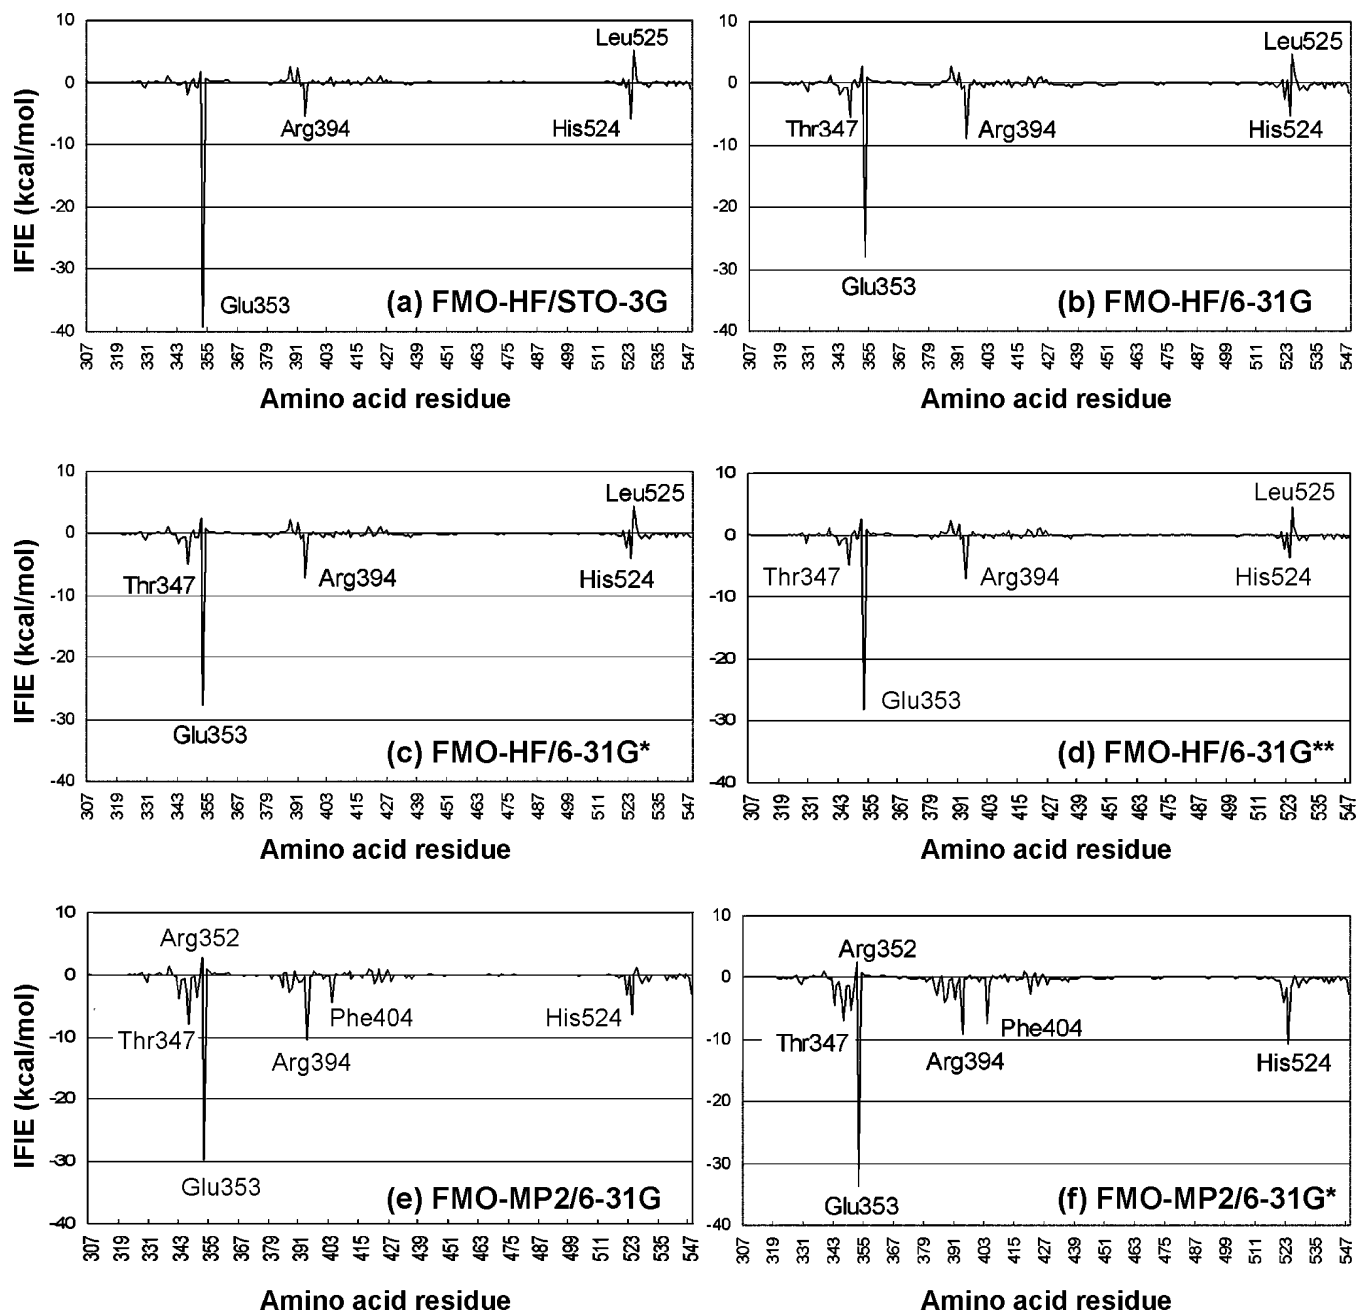 10
0
-10
-20
-30
-40
IFIE (kcal/mol)
Leu525
Arg394
His524
Glu353
(a) FMO-HF/STO-3G
307 319 331 343 355 367 379 391 403 415 427 439 451 463 475 487 499 511 523 535 547
Amino acid residue
10
0
-10
-20
-30
-40
Leu525
Thr347
Arg394
His524
Glu353
(b) FMO-HF/6-31G
307 319 331 343 355 367 379 391 403 415 427 439 451 463 475 487 499 511 523 535 547
Amino acid residue
10
0
-10
-20
-30
-40
IFIE (kcal/mol)
Leu525
Thr347
Arg394
His524
Glu353
(c) FMO-HF/6-31G*
307 319 331 343 355 367 379 391 403 415 427 439 451 463 475 487 499 511 523 535 547
Amino acid residue
10
0
-10
-20
-30
-40
Leu525
Thr347
Arg394
His524
Glu353
(d) FMO-HF/6-31G**
307 319 331 343 355 367 379 391 403 415 427 439 451 463 475 487 499 511 523 535 547
Amino acid residue
10
0
-10
-20
-30
-40
IFIE (kcal/mol)
Arg352
Phe404
His524
Thr347
Arg394
Glu353
(e) FMO-MP2/6-31G
307 319 331 343 355 367 379 391 403 415 427 439 451 463 475 487 499 511 523 535 547
Amino acid residue
10
0
-10
-20
-30
-40
Arg352
Phe404
Thr347
Arg394
His524
Glu353
(f) FMO-MP2/6-31G*
307 319 331 343 355 367 379 391 403 415 427 439 451 463 475 487 499 511 523 535 547
Amino acid residue